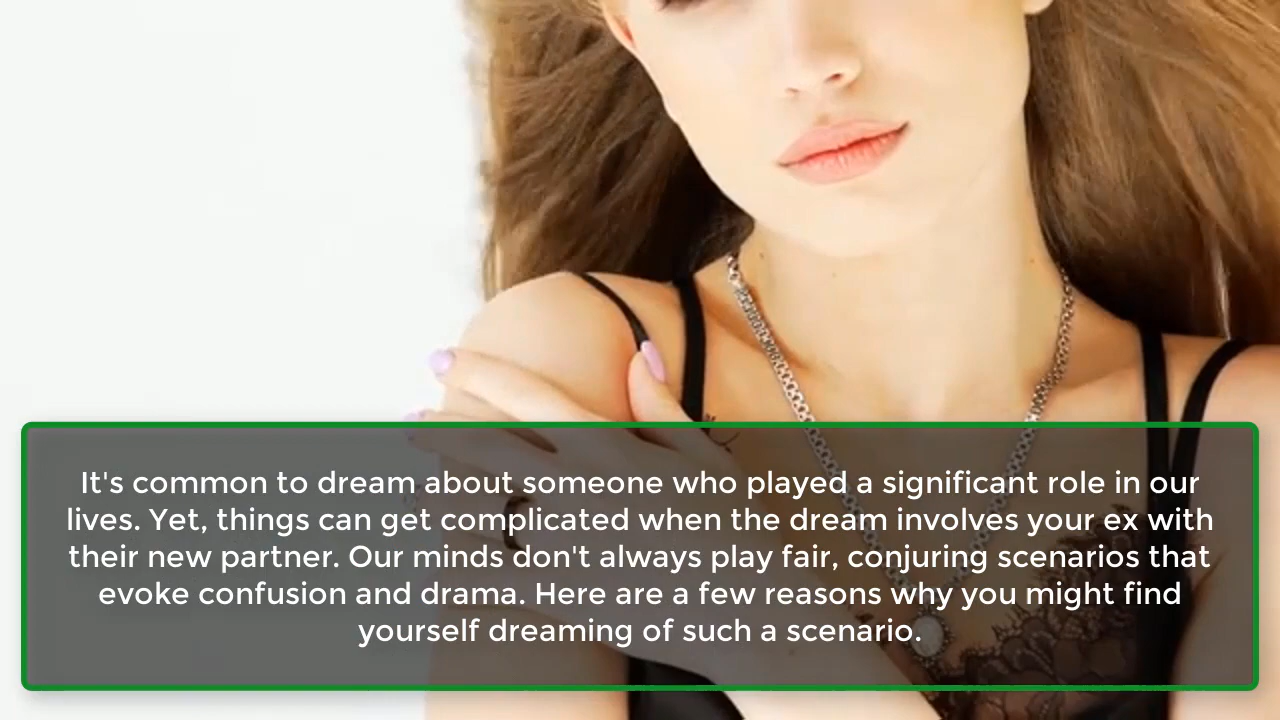 It's common to dream about someone who played a significant role in our
lives. Yet, things can get complicated when the dream involves your ex with
their new partner. Our minds don't always play fair, conjuring scenarios that
evoke confusion and drama. Here are a few reasons why you might find
yourself dreaming of such a scenario.